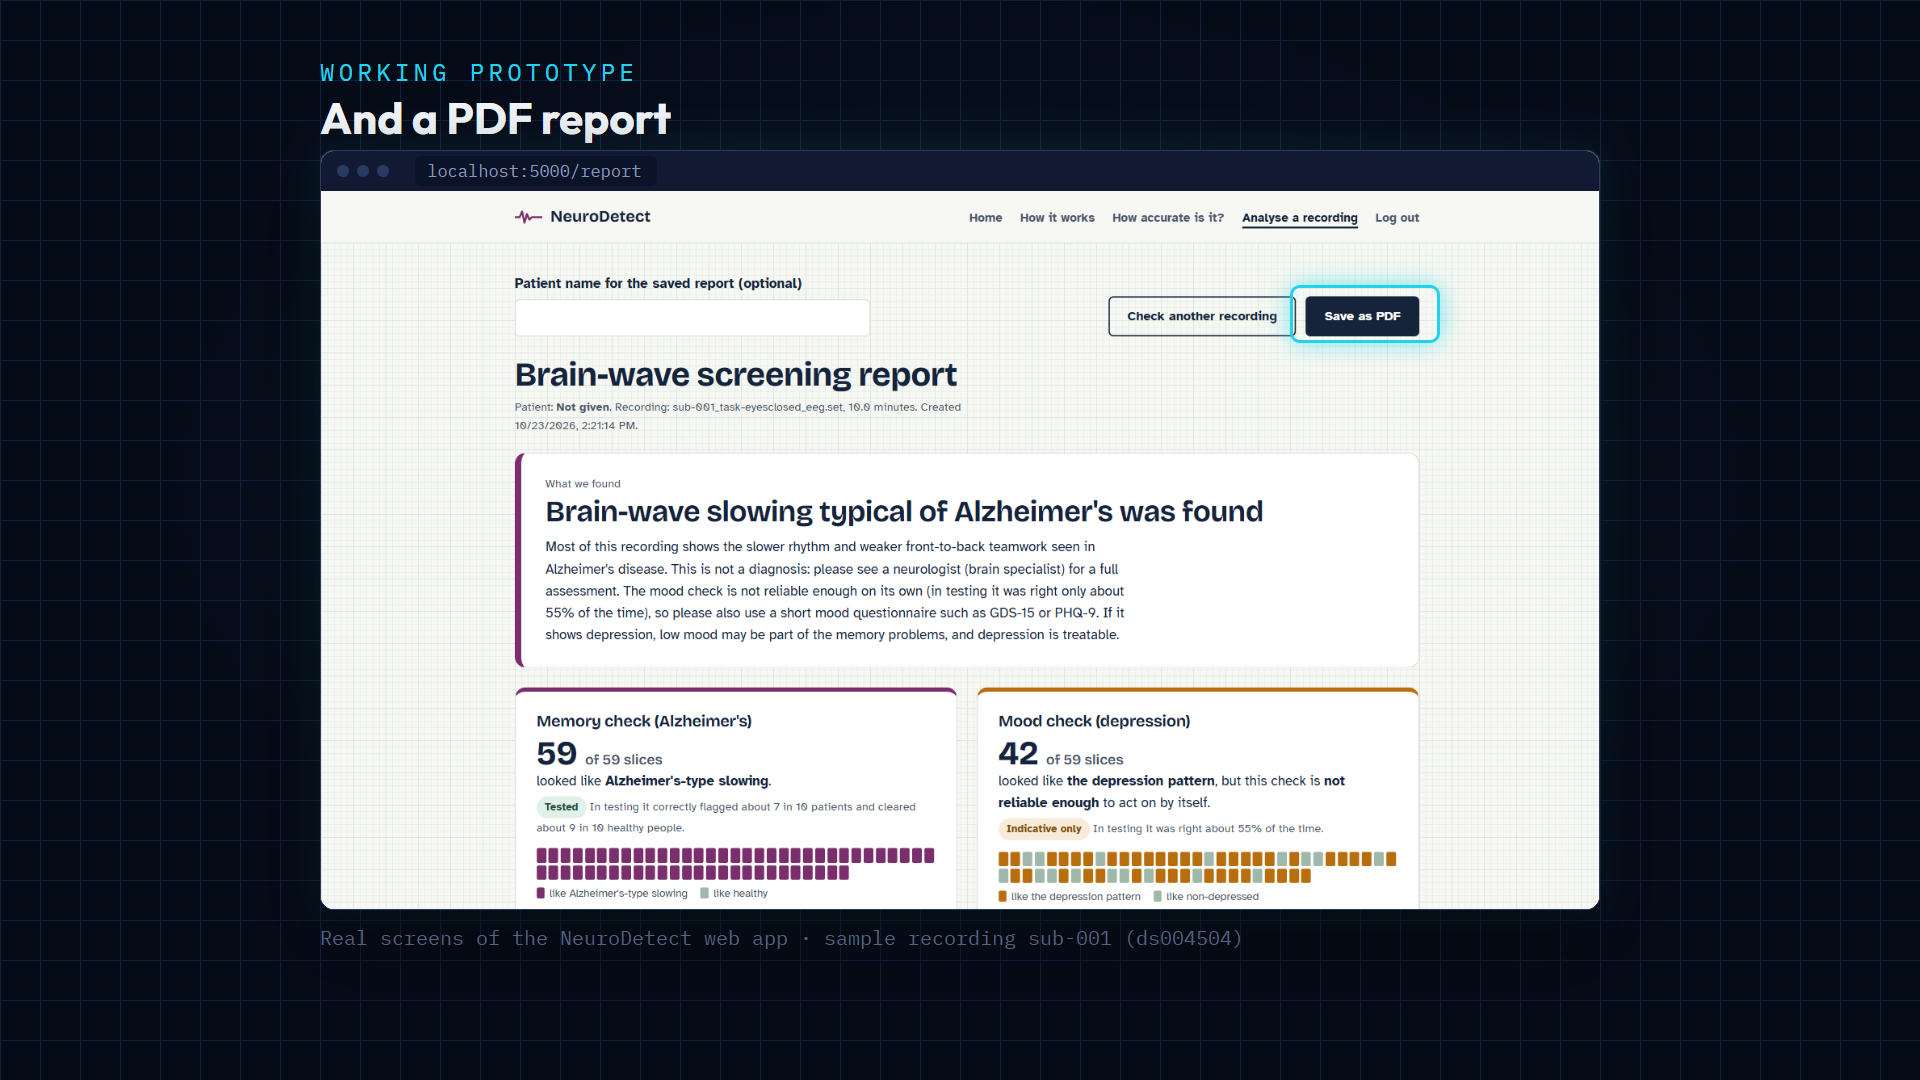 WORKING PROTOTYPE
And a PDF report
localhost:5000/report
NeuroDetect
Home How it works How accurate is it? Analyse a recording Log out
Patient name for the saved report (optional)
Check another recording Save as PDF
Brain-wave screening report
Patient: Not given. Recording: sub-001_task-eyesclosed_eeg.set, 10.0 minutes. Created
10/23/2026, 2:21:14 PM.
What we found
Brain-wave slowing typical of Alzheimer's was found
Most of this recording shows the slower rhythm and weaker front-to-back teamwork seen in
Alzheimer's disease. This is not a diagnosis: please see a neurologist (brain specialist) for a full
assessment. The mood check is not reliable enough on its own (in testing it was right only about
55% of the time), so please also use a short mood questionnaire such as GDS-15 or PHQ-9. If it
shows depression, low mood may be part of the memory problems, and depression is treatable.
Memory check (Alzheimer's)
59 of 59 slices
looked like Alzheimer's-type slowing.
Tested In testing it correctly flagged about 7 in 10 patients and cleared
about 9 in 10 healthy people.
like Alzheimer's-type slowing like healthy
Mood check (depression)
42 of 59 slices
looked like the depression pattern, but this check is not
reliable enough to act on by itself.
Indicative only In testing it was right about 55% of the time.
like the depression pattern like non-depressed
Real screens of the NeuroDetect web app · sample recording sub-001 (ds004504)